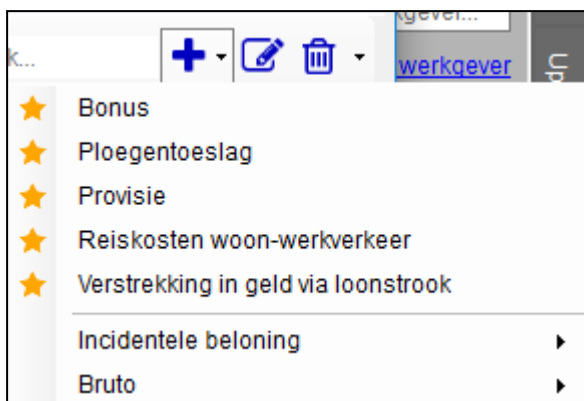 k...
werkgever
Bonus
Ploegentoeslag
Provisie
Reiskosten woon-werkverkeer
Verstrekking in geld via loonstrook
Incidentele beloning
Bruto